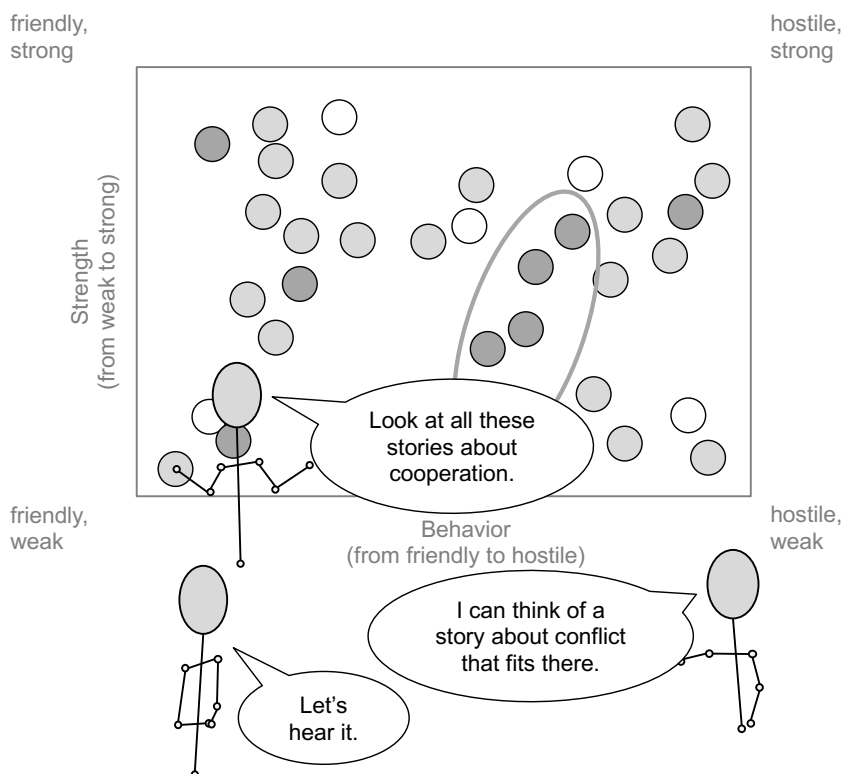 friendly,
strong
hostile,
strong
Strength
(from weak to strong)
Look at all these
stories about
cooperation.
friendly,
weak
hostile,
weak
Behavior
(from friendly to hostile)
I can think of a
story about conflict
that fits there.
Let’s
hear it.